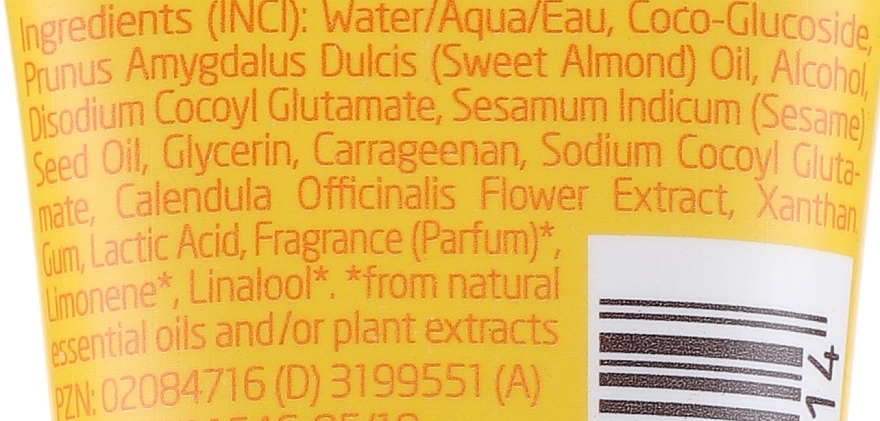 Ingredients (INCI): Water/Aqua/Eau, Coco-Glucoside,
Prunus Amygdalus Dulcis (Sweet Almond) Oil, Alcohol,
Disodium Cocoyl Glutamate, Sesamum Indicum (Sesame)
Seed Oil, Glycerin, Carrageenan, Sodium Cocoyl Gluta-
mate, Calendula Officinalis Flower Extract, Xanthan
Gum, Lactic Acid, Fragrance (Parfum)*,
Limonene*, Linalool*. *from natural
essential oils and/or plant extracts
PZN: 02084716 (D) 3199551 (A)
14